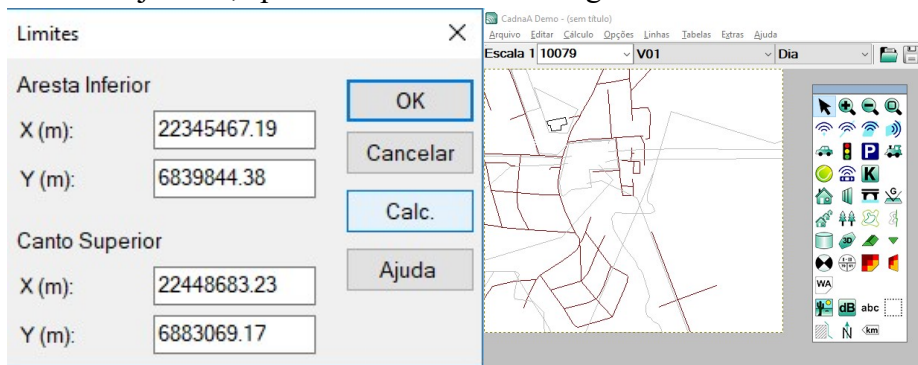 Limites
Aresta Inferior
X (m): 22345467.19
Y (m): 6839844.38
Canto Superior
X (m): 22448683.23
Y (m): 6883069.17
OK
Cancelar
Calc.
Ajuda
CadnaA Demo - (sem título)
Arquivo Editar Cálculo Opções Linhas Tabelas Egtras Ajuda
Escala 1 10079 V01 Dia
P
K
G
3D
WA
dB abc
N km